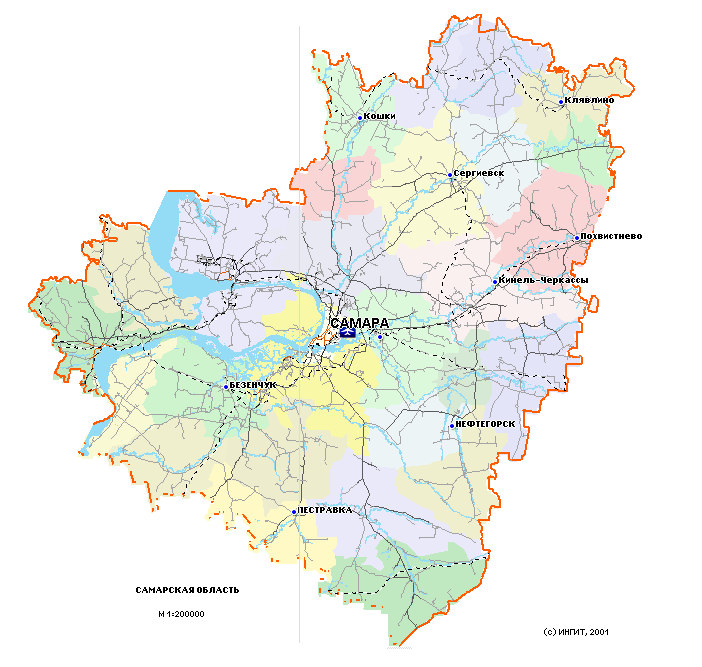 Клявлино
Кошки
Сергиевск
Похвистнево
Кинель-Черкассы
САМАРА
БЕЗЕНЧУК
НЕФТЕГОРСК
ПЕСТРАВКА
САМАРСКАЯ ОБЛАСТЬ
М 1:200000
(c) ИНГИТ, 2001